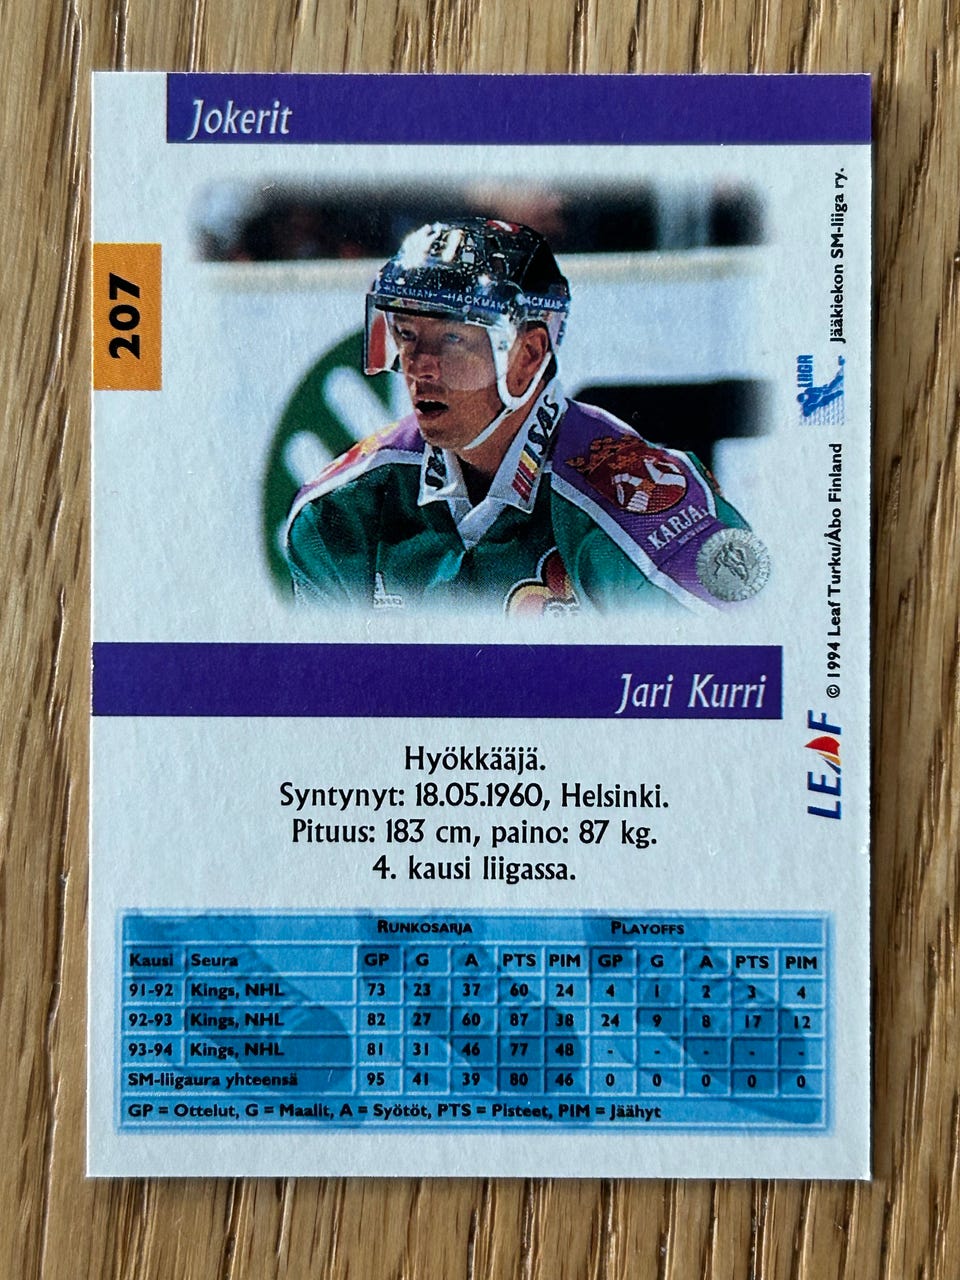 Jokerit
207
HACKMAN HACKMAN HACKMAN
KARJALA
Jääkiekon SM-liiga ry.
LIIGA
© 1994 Leaf Turku/Åbo Finland
LEAF
Jari Kurri
Hyökkääjä.
Syntynyt: 18.05.1960, Helsinki.
Pituus: 183 cm, paino: 87 kg.
4. kausi liigassa.
Runkosarja Playoffs
Kausi Seura GP G A PTS PIM GP G A PTS PIM
91-92 Kings, NHL 73 23 37 60 24 4 1 2 3 4
92-93 Kings, NHL 82 27 60 87 38 24 9 8 17 12
93-94 Kings, NHL 81 31 46 77 48 - - - - -
SM-liigaura yhteensä 95 41 39 80 46 0 0 0 0 0
GP = Ottelut, G = Maalit, A = Syötöt, PTS = Pisteet, PIM = Jäähyt